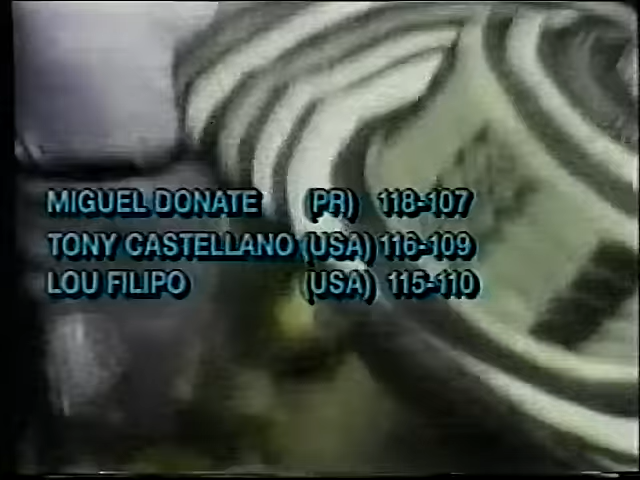 MIGUEL DONATE (PR) 118-107
TONY CASTELLANO (USA) 116-109
LOU FILIPO (USA) 115-110